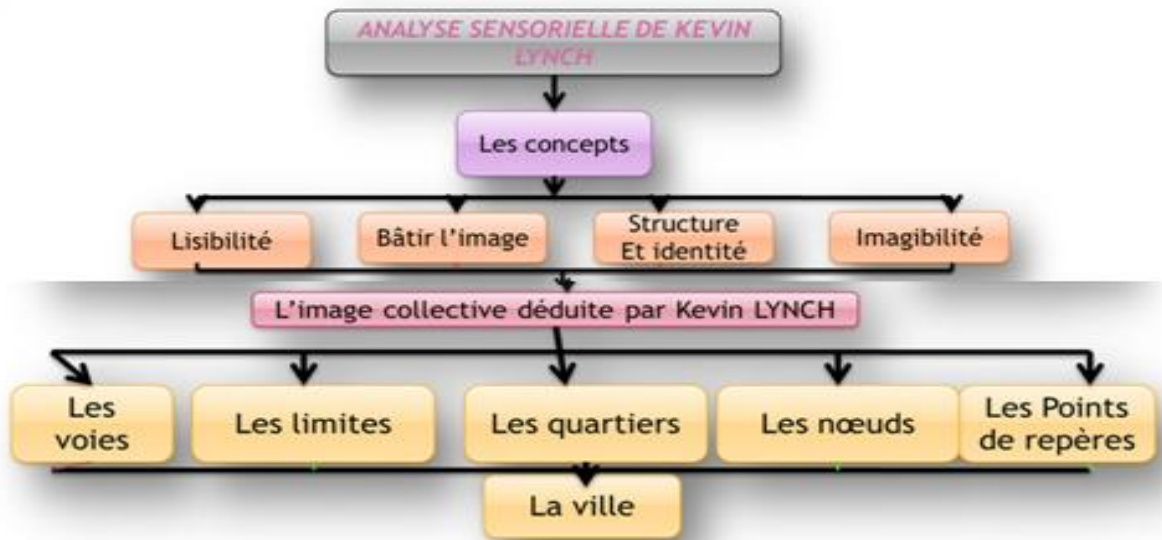 ANALYSE SENSORIELLE DE KEVIN
LYNCH
Les concepts
Lisibilité
Bâtir l'image
Structure
Et identité
Imagibilité
L'image collective déduite par Kevin LYNCH
Les
voies
Les limites
Les quartiers
Les nœuds
Les Points
de repères
La ville